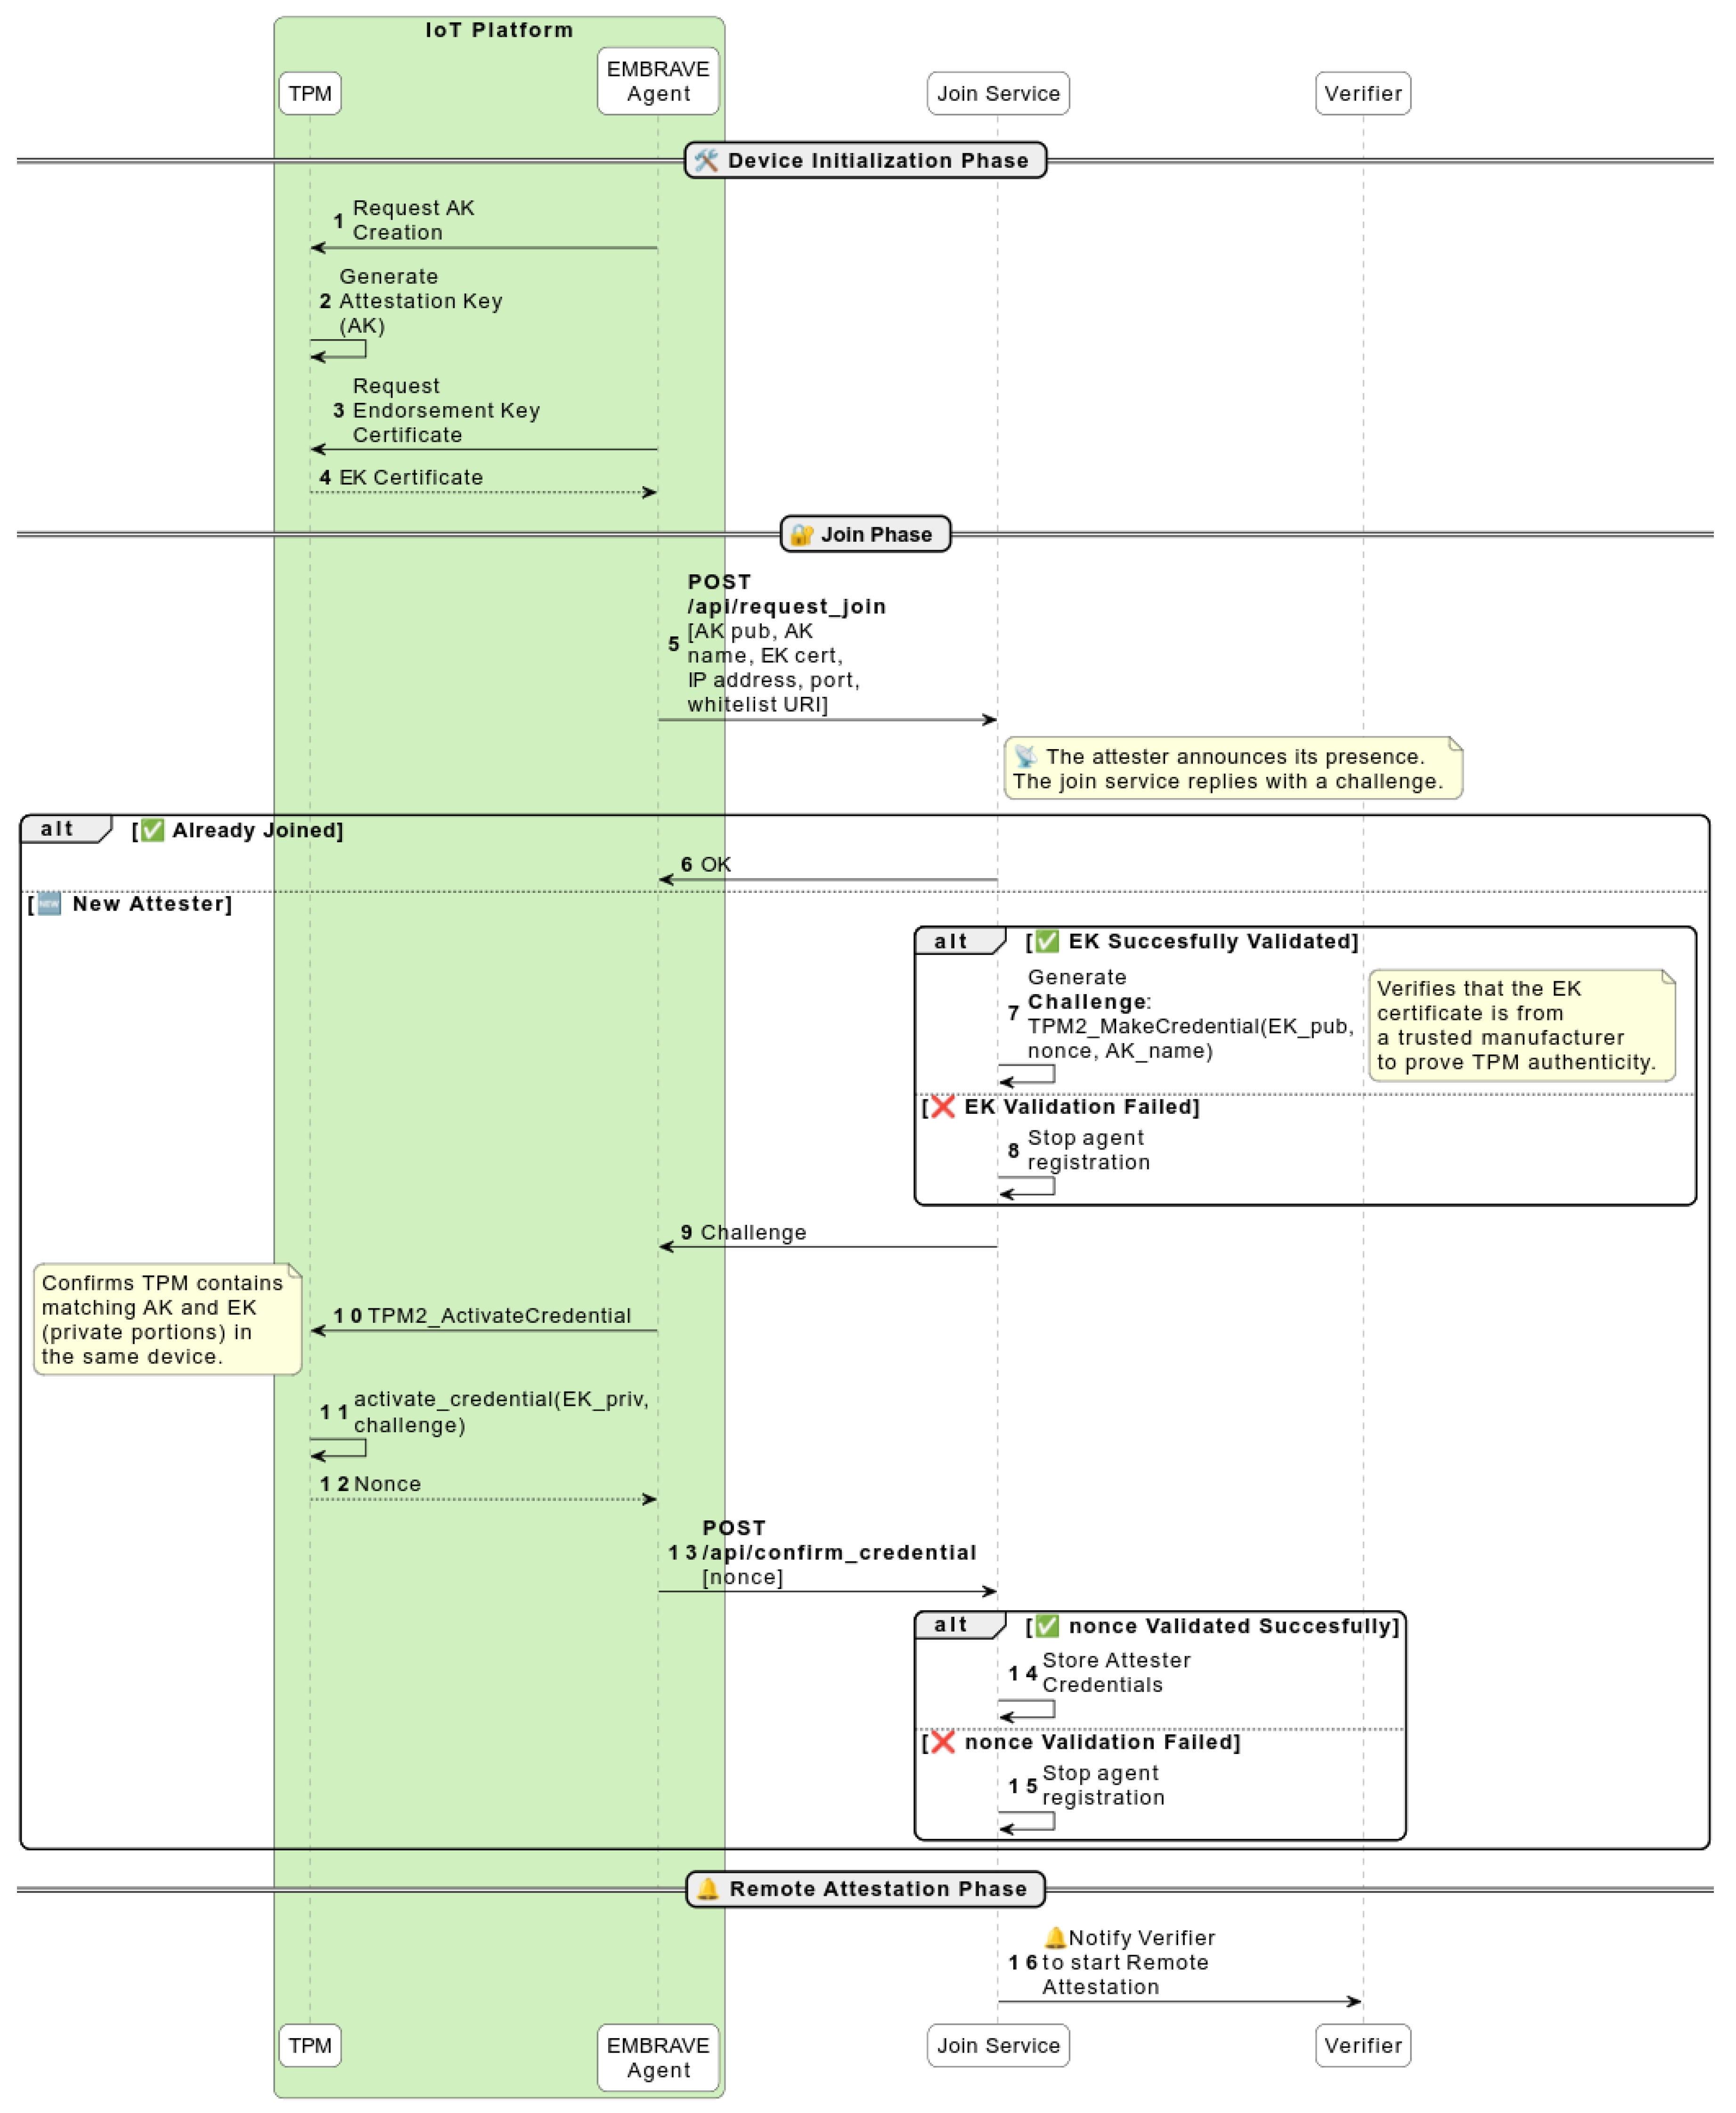 IoT Platform
TPM
EMBRAVE
Agent
Join Service
Verifier
🛠️ Device Initialization Phase
1 Request AK
Creation
2 Generate
Attestation Key
(AK)
3 Request
Endorsement Key
Certificate
4 EK Certificate
🔐 Join Phase
5 POST
/api/request_join
[AK pub, AK
name, EK cert,
IP address, port,
whitelist URI]
📡 The attester announces its presence.
The join service replies with a challenge.
alt [✅ Already Joined]
6 OK
[🆕 New Attester]
alt [✅ EK Succesfully Validated]
7 Generate
Challenge:
TPM2_MakeCredential(EK_pub,
nonce, AK_name)
Verifies that the EK
certificate is from
a trusted manufacturer
to prove TPM authenticity.
[❌ EK Validation Failed]
8 Stop agent
registration
9 Challenge
Confirms TPM contains
matching AK and EK
(private portions) in
the same device.
10 TPM2_ActivateCredential
11 activate_credential(EK_priv,
challenge)
12 Nonce
13 POST
/api/confirm_credential
[nonce]
alt [✅ nonce Validated Succesfully]
14 Store Attester
Credentials
[❌ nonce Validation Failed]
15 Stop agent
registration
🔔 Remote Attestation Phase
16 🔔Notify Verifier
to start Remote
Attestation
TPM
EMBRAVE
Agent
Join Service
Verifier